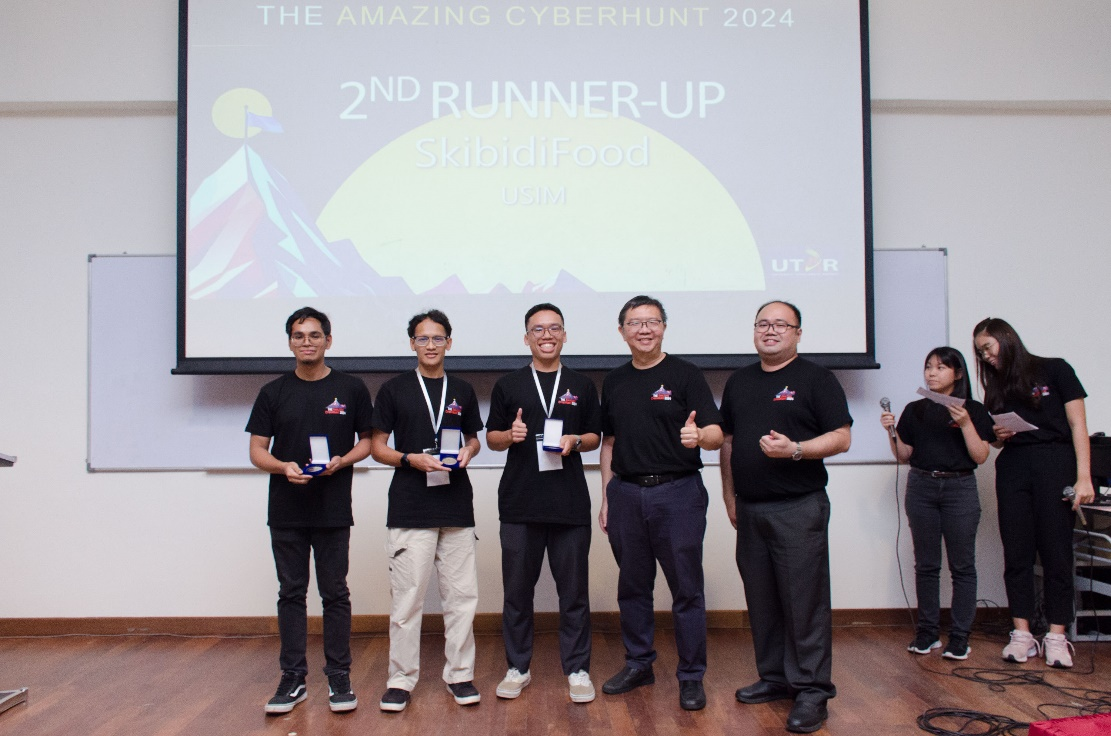 THE AMAZING CYBERHUNT 2024
2ND RUNNER-UP
SkibidiFood
USIM
UTAR